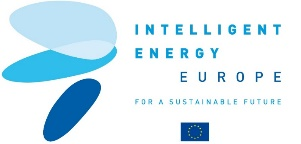 INTELLIGENT
ENERGY
EUROPE
FOR A SUSTAINABLE FUTURE